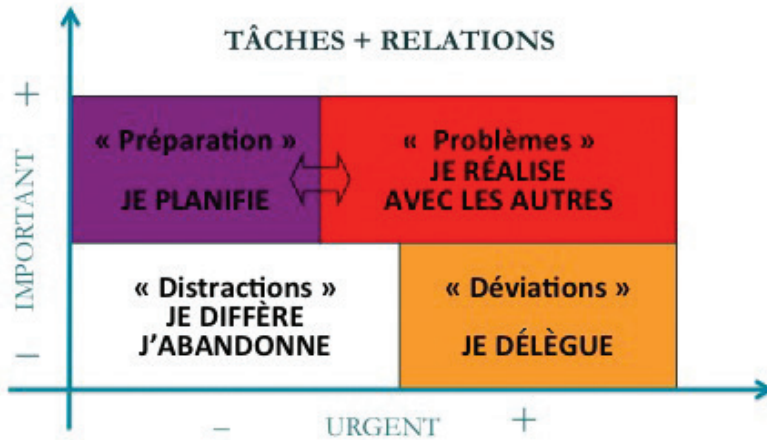 TÂCHES + RELATIONS
+
IMPORTANT
–
« Préparation »
JE PLANIFIE
« Problèmes »
JE RÉALISE
AVEC LES AUTRES
« Distractions »
JE DIFFÈRE
J’ABANDONNE
« Déviations »
JE DÉLÈGUE
– URGENT +